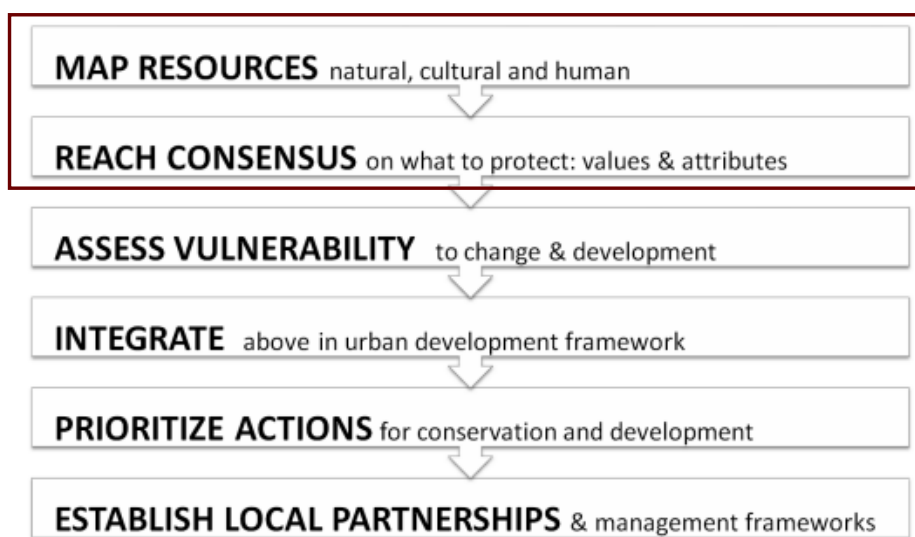 MAP RESOURCES natural, cultural and human
REACH CONSENSUS on what to protect: values & attributes
ASSESS VULNERABILITY to change & development
INTEGRATE above in urban development framework
PRIORITIZE ACTIONS for conservation and development
ESTABLISH LOCAL PARTNERSHIPS & management frameworks